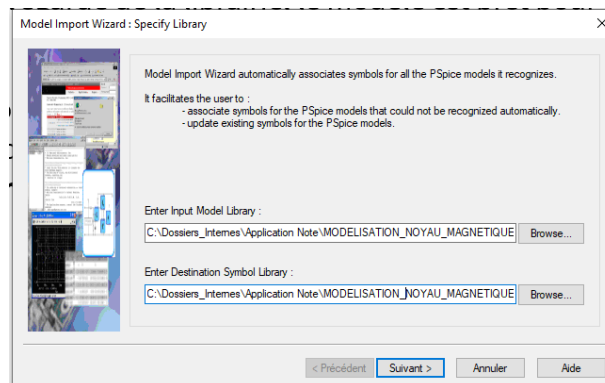 Model Import Wizard : Specify Library
Model Import Wizard automatically associates symbols for all the PSpice models it recognizes.
It facilitates the user to :
- associate symbols for the PSpice models that could not be recognized automatically.
- update existing symbols for the PSpice models.
Enter Input Model Library :
C:\Dossiers_Internes\Application Note\MODELISATION_NOYAU_MAGNETIQUE
Browse...
Enter Destination Symbol Library :
C:\Dossiers_Internes\Application Note\MODELISATION_NOYAU_MAGNETIQUE
Browse...
< Précédent Suivant > Annuler Aide